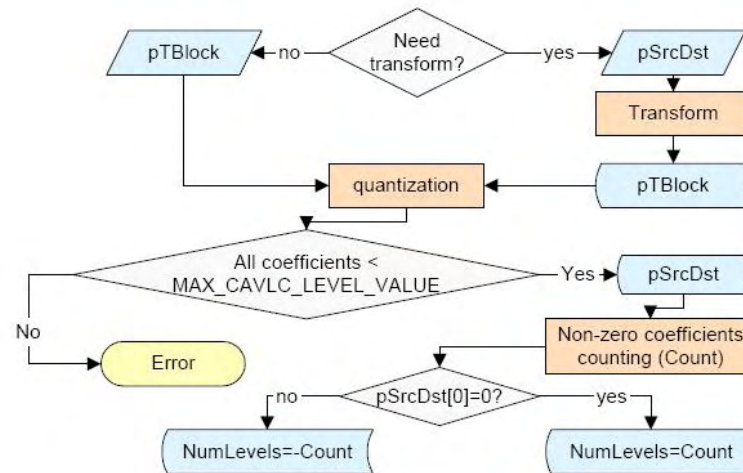 pTBlock
no
Need
transform?
yes
pSrcDst
Transform
quantization
pTBlock
All coefficients <
MAX_CAVLC_LEVEL_VALUE
Yes
pSrcDst
No
Error
Non-zero coefficients
counting (Count)
no
pSrcDst[0]=0?
yes
NumLevels=-Count
NumLevels=Count